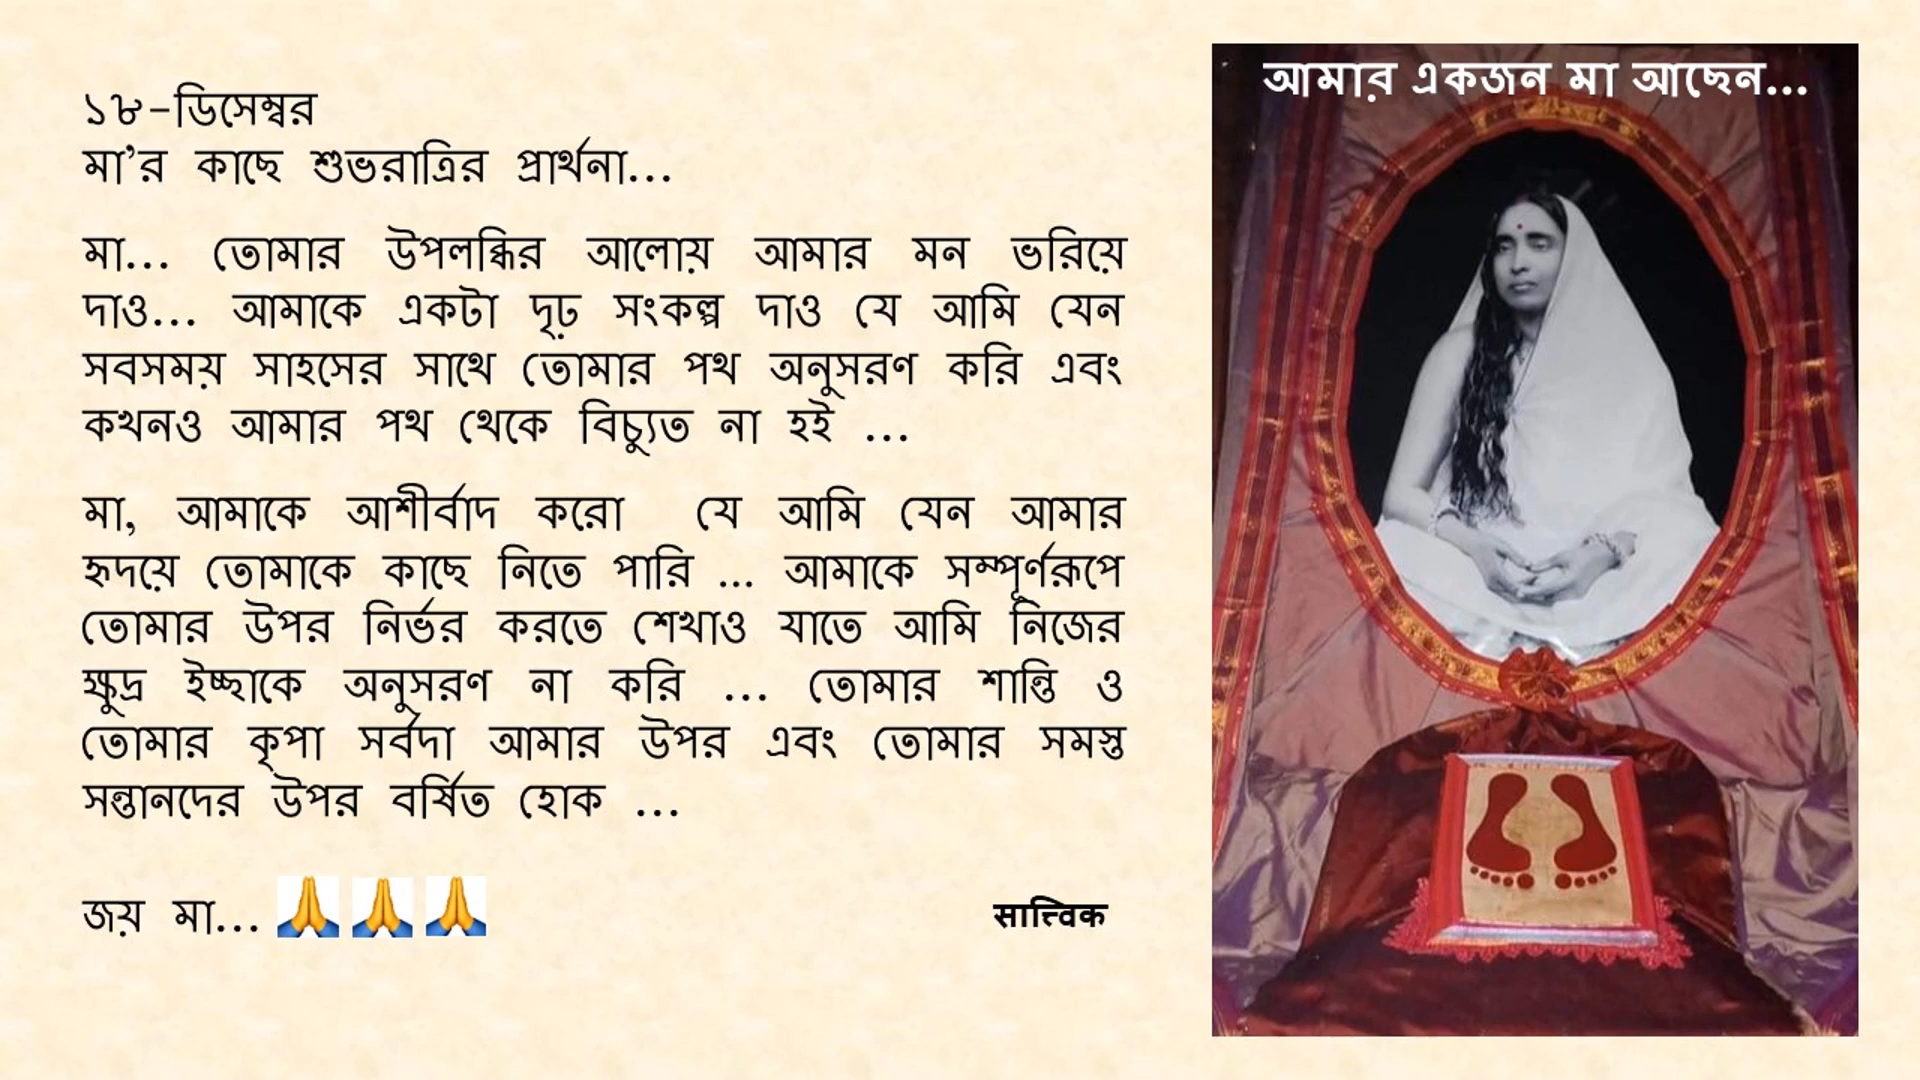 ১৮-ডিসেম্বর
মা’র কাছে শুভরাত্রির প্রার্থনা...
মা... তোমার উপলব্ধির আলোয় আমার মন ভরিয়ে
দাও... আমাকে একটা দৃঢ় সংকল্প দাও যে আমি যেন
সবসময় সাহসের সাথে তোমার পথ অনুসরণ করি এবং
কখনও আমার পথ থেকে বিচ্যুত না হই ...
মা, আমাকে আশীর্বাদ করো যে আমি যেন আমার
হৃদয়ে তোমাকে কাছে নিতে পারি ... আমাকে সম্পূর্ণরূপে
তোমার উপর নির্ভর করতে শেখাও যাতে আমি নিজের
ক্ষুদ্র ইচ্ছাকে অনুসরণ না করি ... তোমার শান্তি ও
তোমার কৃপা সর্বদা আমার উপর এবং তোমার সমস্ত
সন্তানদের উপর বর্ষিত হোক ...
জয় মা... 🙏 🙏 🙏
सात्त्विक
আমার একজন মা আছেন...